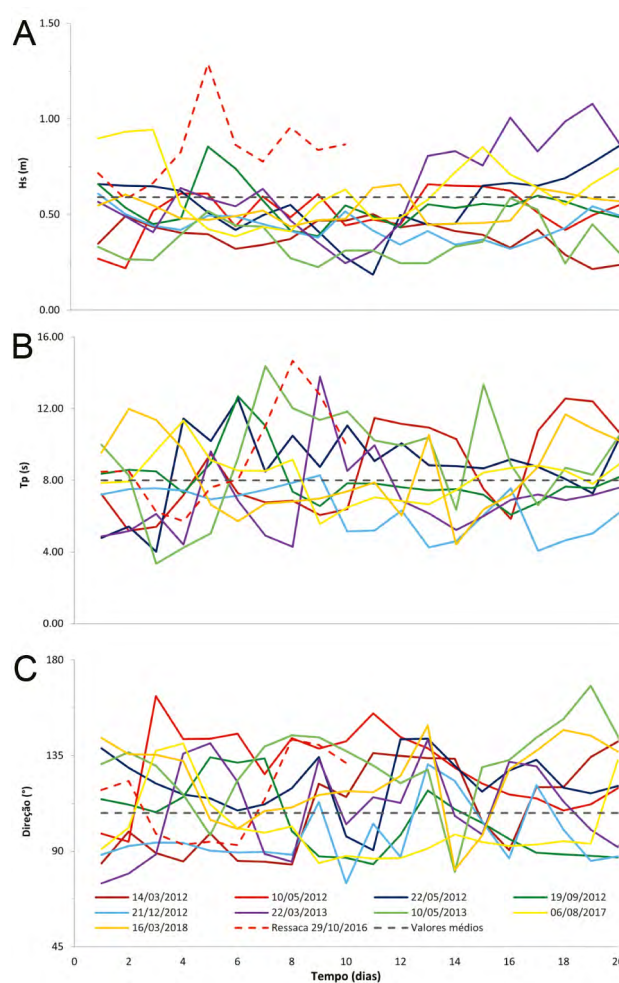 A
1.50
1.00
0.50
0.00
Hs (m)
B
16.00
12.00
8.00
4.00
0.00
Tp (s)
C
180
135
90
45
Direção (°)
14/03/2012 10/05/2012 22/05/2012 19/09/2012
21/12/2012 22/03/2013 10/05/2013 06/08/2017
16/03/2018 Ressaca 29/10/2016 Valores médios
0 2 4 6 8 10 12 14 16 18 20
Tempo (dias)